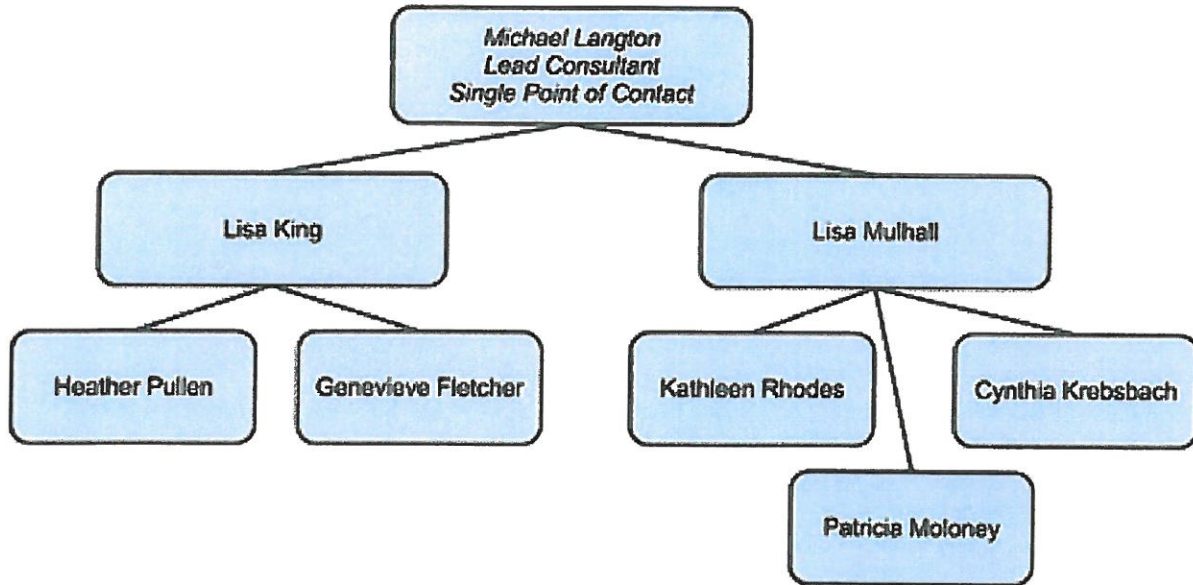 Michael Langton
Lead Consultant
Single Point of Contact
Lisa King
Lisa Mulhall
Heather Pullen
Genevieve Fletcher
Kathleen Rhodes
Cynthia Krebsbach
Patricia Moloney